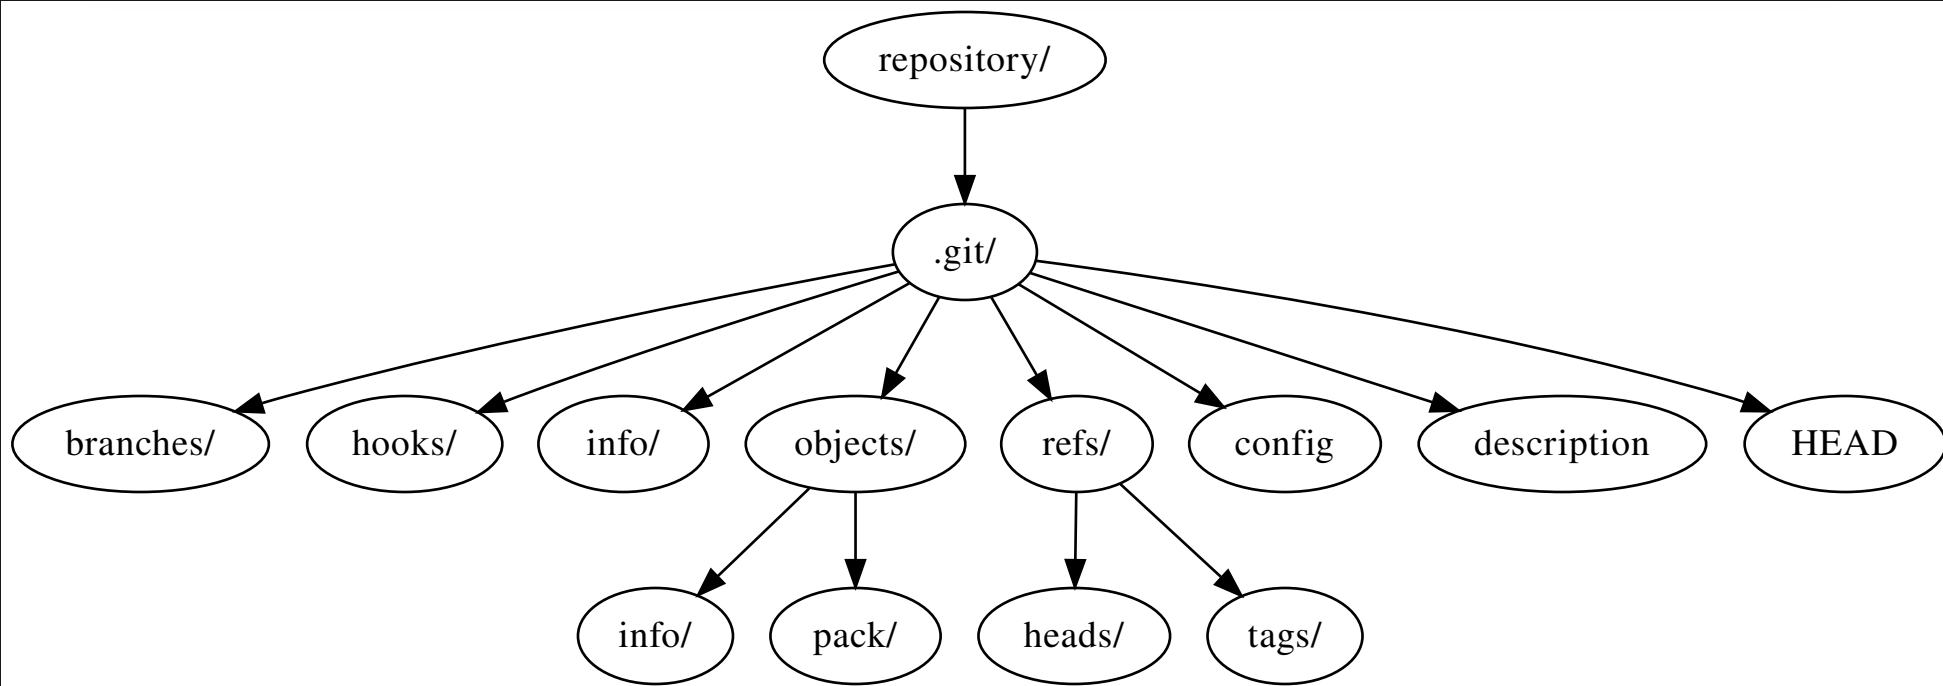 repository/
.git/
branches/
hooks/
info/
objects/
refs/
config
description
HEAD
info/
pack/
heads/
tags/